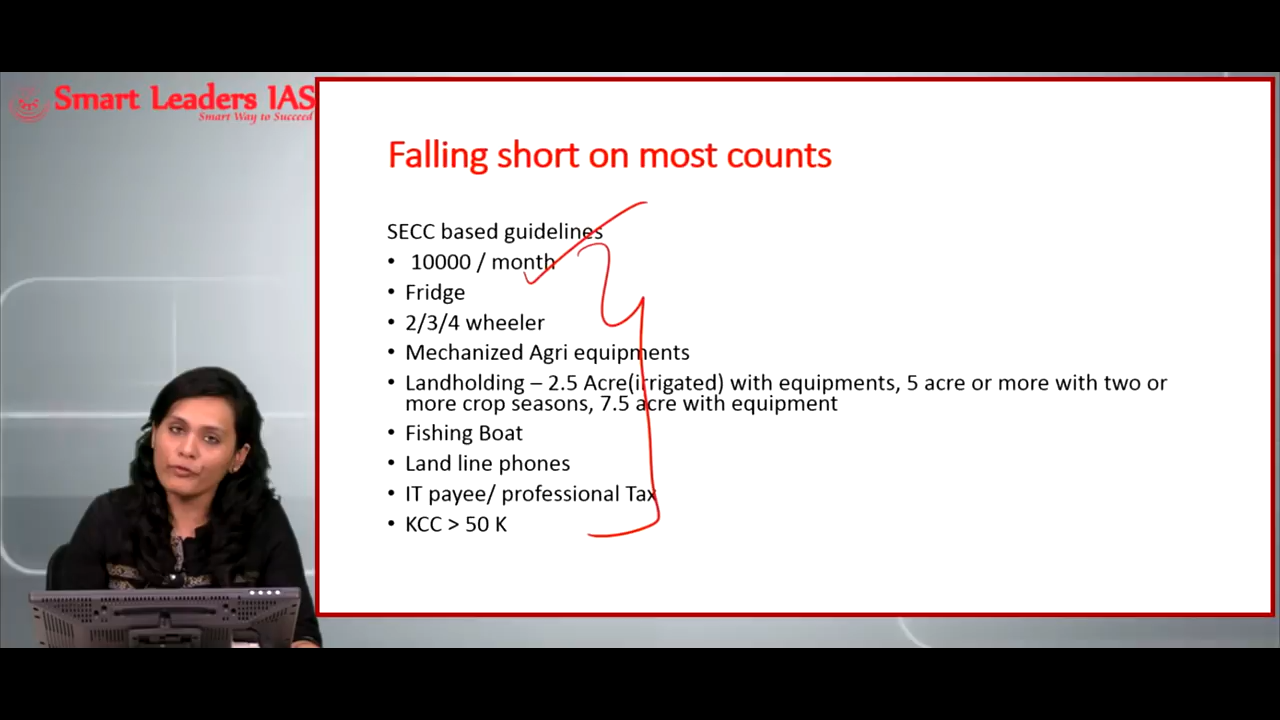 Smart Leaders IAS
Smart Way to Succeed
Falling short on most counts
SECC based guidelines
• 10000 / month
• Fridge
• 2/3/4 wheeler
• Mechanized Agri equipments
• Landholding – 2.5 Acre(irrigated) with equipments, 5 acre or more with two or
more crop seasons, 7.5 acre with equipment
• Fishing Boat
• Land line phones
• IT payee/ professional Tax
• KCC > 50 K